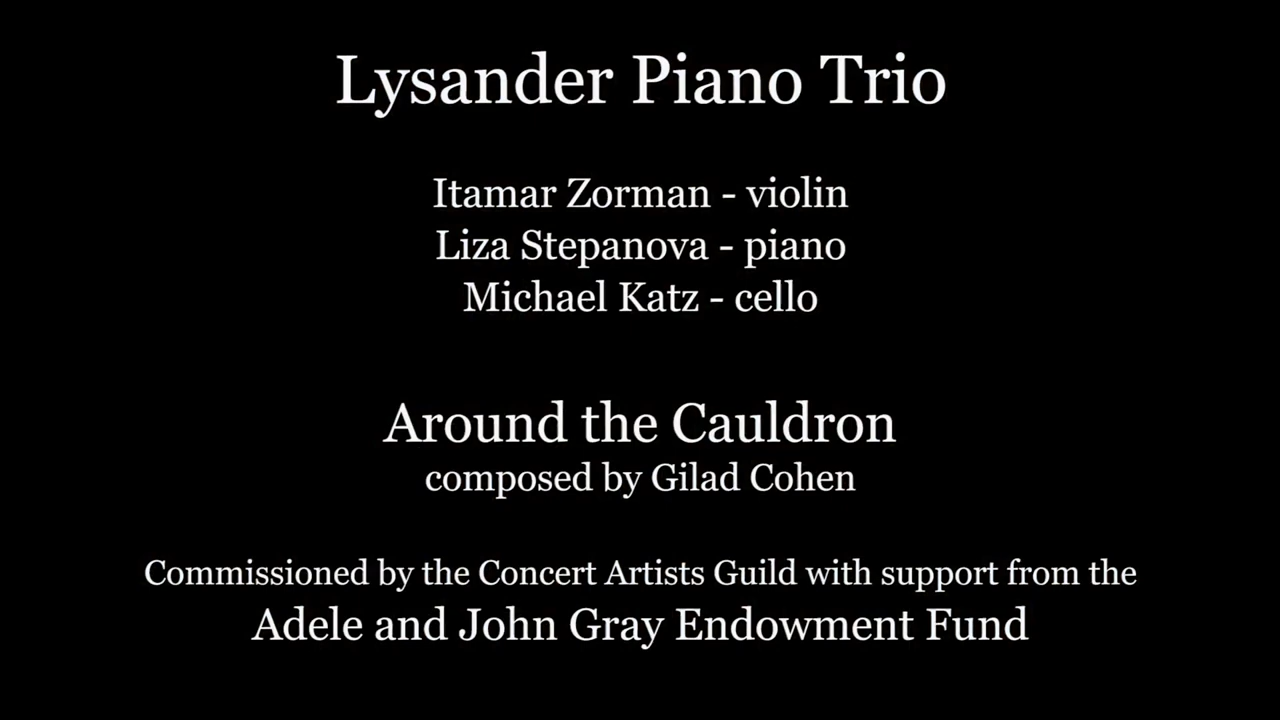 Lysander Piano Trio
Itamar Zorman - violin
Liza Stepanova - piano
Michael Katz - cello
Around the Cauldron
composed by Gilad Cohen
Commissioned by the Concert Artists Guild with support from the
Adele and John Gray Endowment Fund